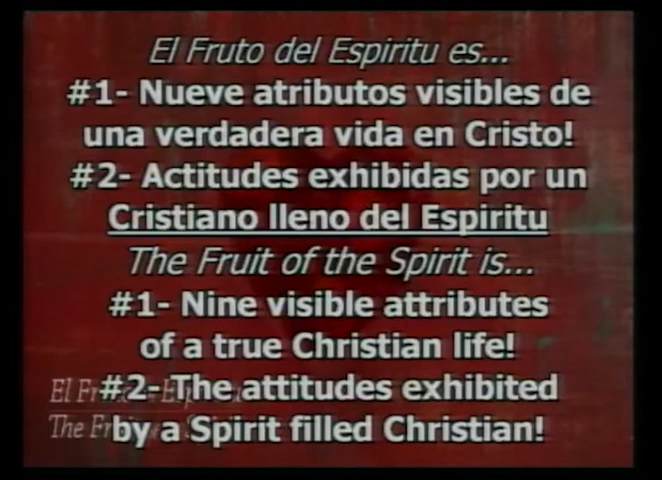 El Fruto del Espiritu es...
#1- Nueve atributos visibles de
una verdadera vida en Cristo!
#2- Actitudes exhibidas por un
Cristiano lleno del Espiritu
The Fruit of the Spirit is...
#1- Nine visible attributes
of a true Christian life!
El #2- The attitudes exhibited
The by a Spirit filled Christian!